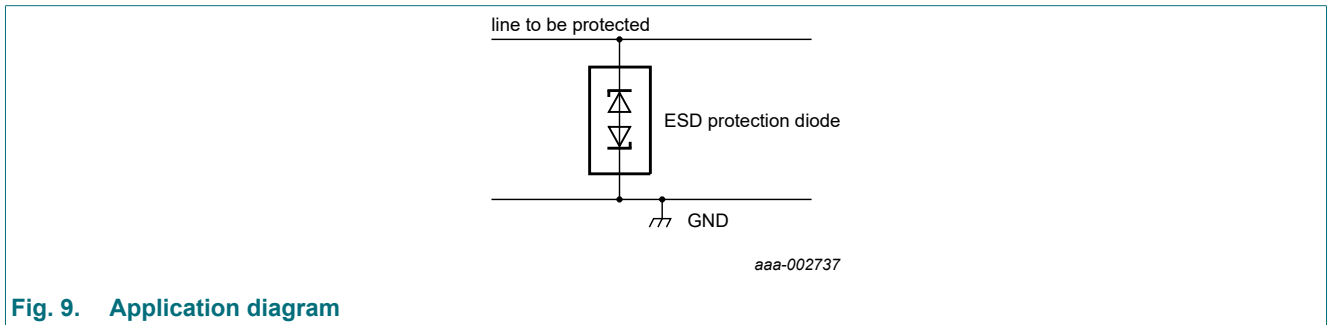 line to be protected
ESD protection diode
GND
aaa-002737
Fig. 9. Application diagram